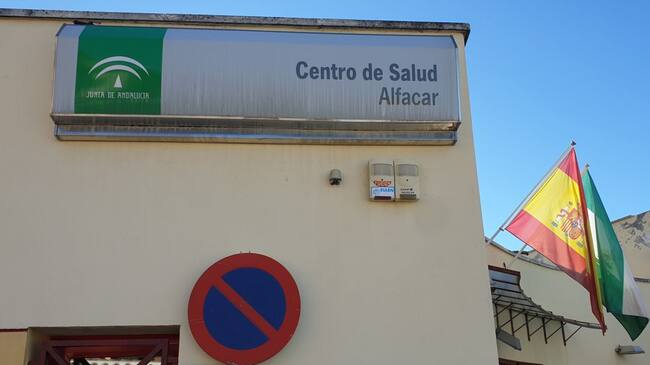 JUNTA DE ANDALUCIA
Centro de Salud
Alfacar